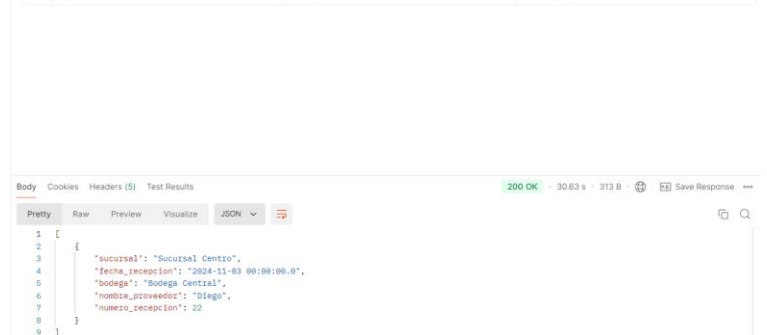 Body Cookies Headers (5) Test Results 200 OK 30.63 s 313 B Save Response
Pretty Raw Preview Visualize JSON
1 [
2 {
3 "sucursal": "Sucursal Centro",
4 "fecha_recepcion": "2024-11-03 00:00:00.0",
5 "bodega": "Bodega Central",
6 "nombre_proveedor": "Diego",
7 "numero_recepcion": 22
8 }
9 ]